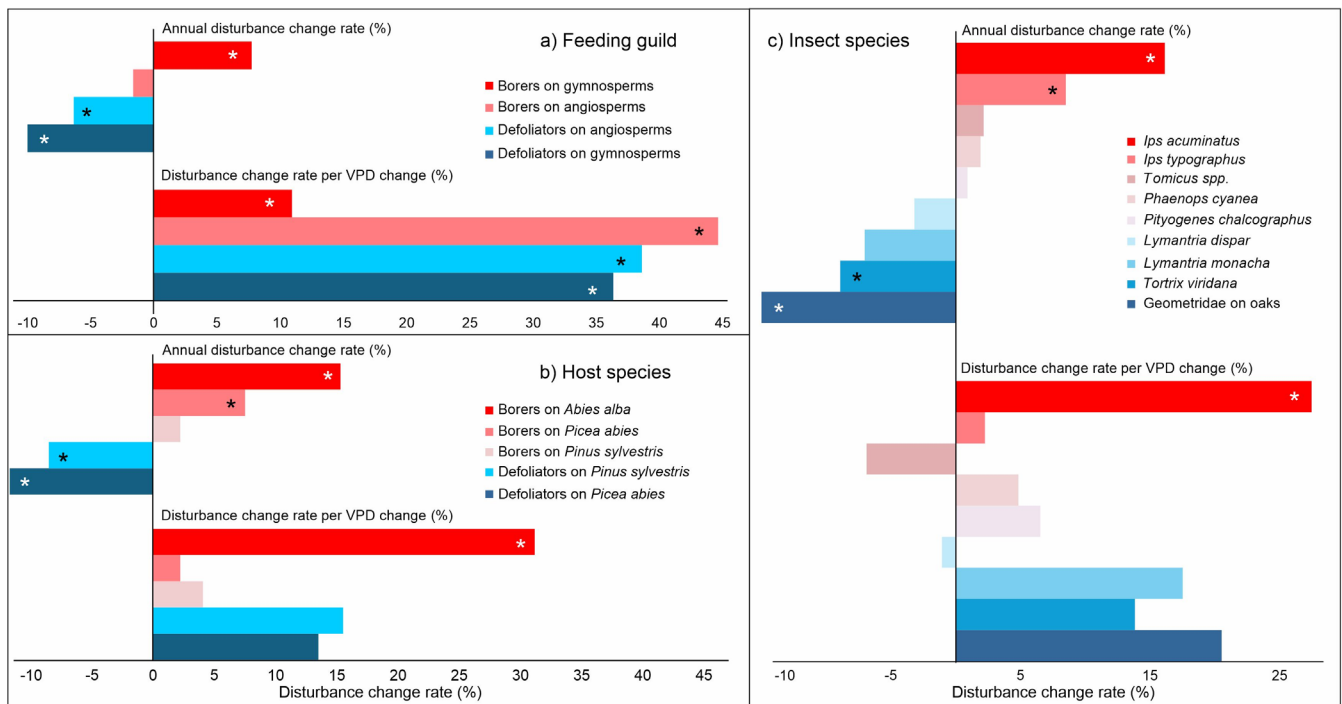 Annual disturbance change rate (%)
a) Feeding guild
*
*
*
Borers on gymnosperms
Borers on angiosperms
Defoliators on angiosperms
Defoliators on gymnosperms
Disturbance change rate per VPD change (%)
*
*
*
*
-10 -5 0 5 10 15 20 25 30 35 40 45
Annual disturbance change rate (%)
b) Host species
*
*
*
*
Borers on Abies alba
Borers on Picea abies
Borers on Pinus sylvestris
Defoliators on Pinus sylvestris
Defoliators on Picea abies
Disturbance change rate per VPD change (%)
*
-10 -5 0 5 10 15 20 25 30 35 40 45
Disturbance change rate (%)
Annual disturbance change rate (%)
c) Insect species
*
*
*
*
Ips acuminatus
Ips typographus
Tomicus spp.
Phaenops cyanea
Pityogenes chalcographus
Lymantria dispar
Lymantria monacha
Tortrix viridana
Geometridae on oaks
Disturbance change rate per VPD change (%)
*
-10 5 15 25
Disturbance change rate (%)